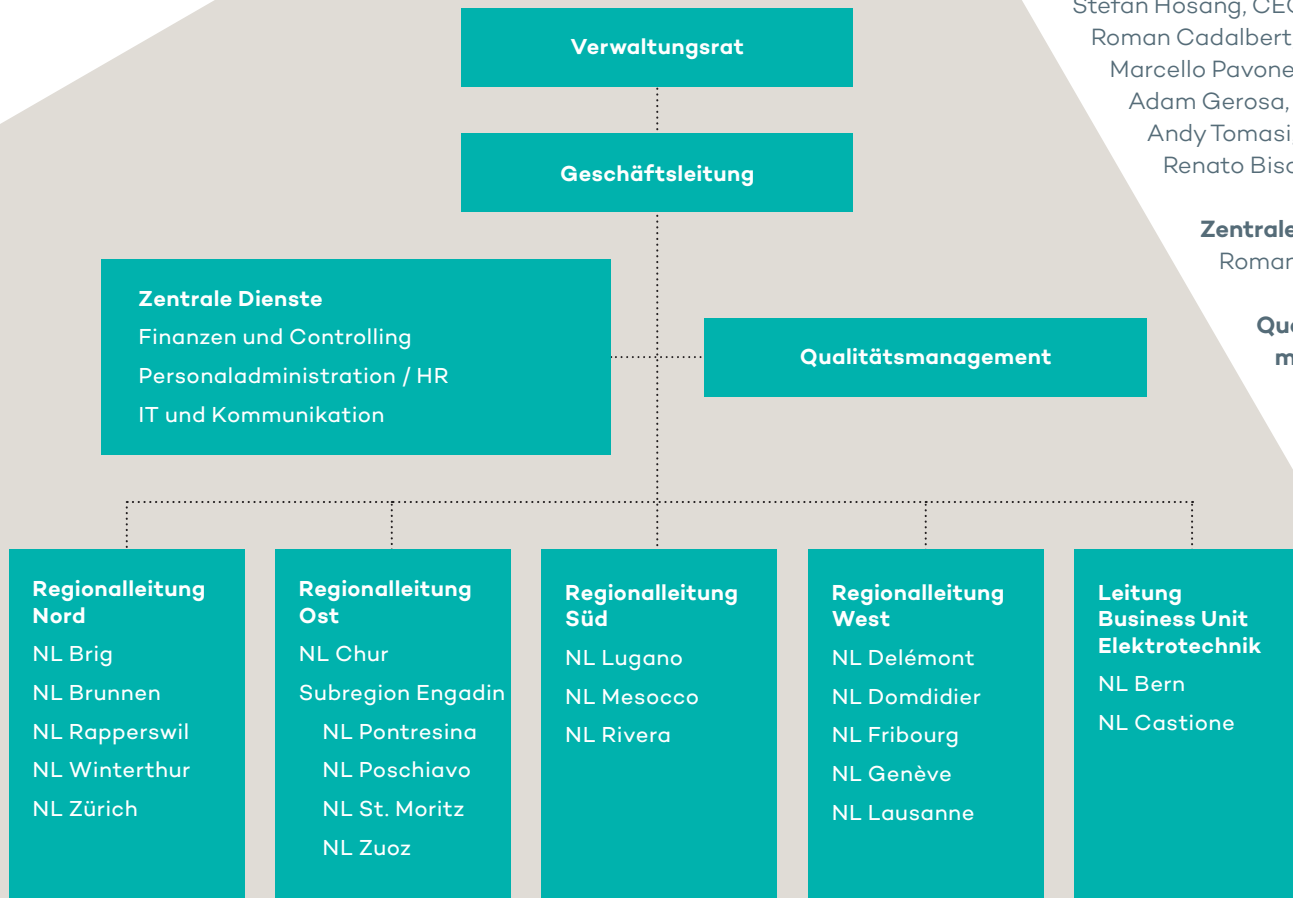 Verwaltungsrat
Geschäftsleitung
Zentrale Dienste
Finanzen und Controlling
Personaladministration / HR
IT und Kommunikation
Qualitätsmanagement
Regionalleitung
Nord
NL Brig
NL Brunnen
NL Rapperswil
NL Winterthur
NL Zürich
Regionalleitung
Ost
NL Chur
Subregion Engadin
NL Pontresina
NL Poschiavo
NL St. Moritz
NL Zuoz
Regionalleitung
Süd
NL Lugano
NL Mesocco
NL Rivera
Regionalleitung
West
NL Delémont
NL Domdidier
NL Fribourg
NL Genève
NL Lausanne
Leitung
Business Unit
Elektrotechnik
NL Bern
NL Castione
Stefan Hosang, CEO
Roman Cadalbert
Marcello Pavone
Adam Gerosa,
Andy Tomasi,
Renato
Zentrale
Roman